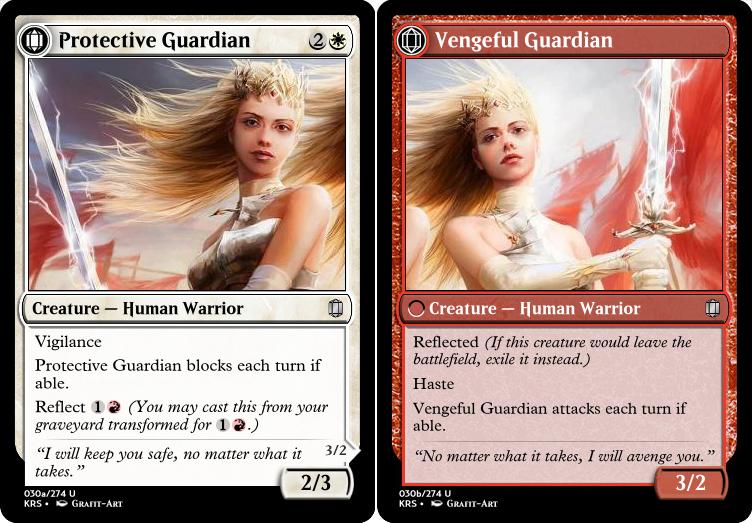 Protective Guardian 2
Creature — Human Warrior
Vigilance
Protective Guardian blocks each turn if
able.
Reflect 1 (You may cast this from your
graveyard transformed for 1.)
"I will keep you safe, no matter what it
takes."
3/2
2/3
030a/274 U
KRS • Grafit-Art
Vengeful Guardian
Creature — Human Warrior
Reflected (If this creature would leave the
battlefield, exile it instead.)
Haste
Vengeful Guardian attacks each turn if
able.
"No matter what it takes, I will avenge you."
3/2
030b/274 U
KRS • Grafit-Art